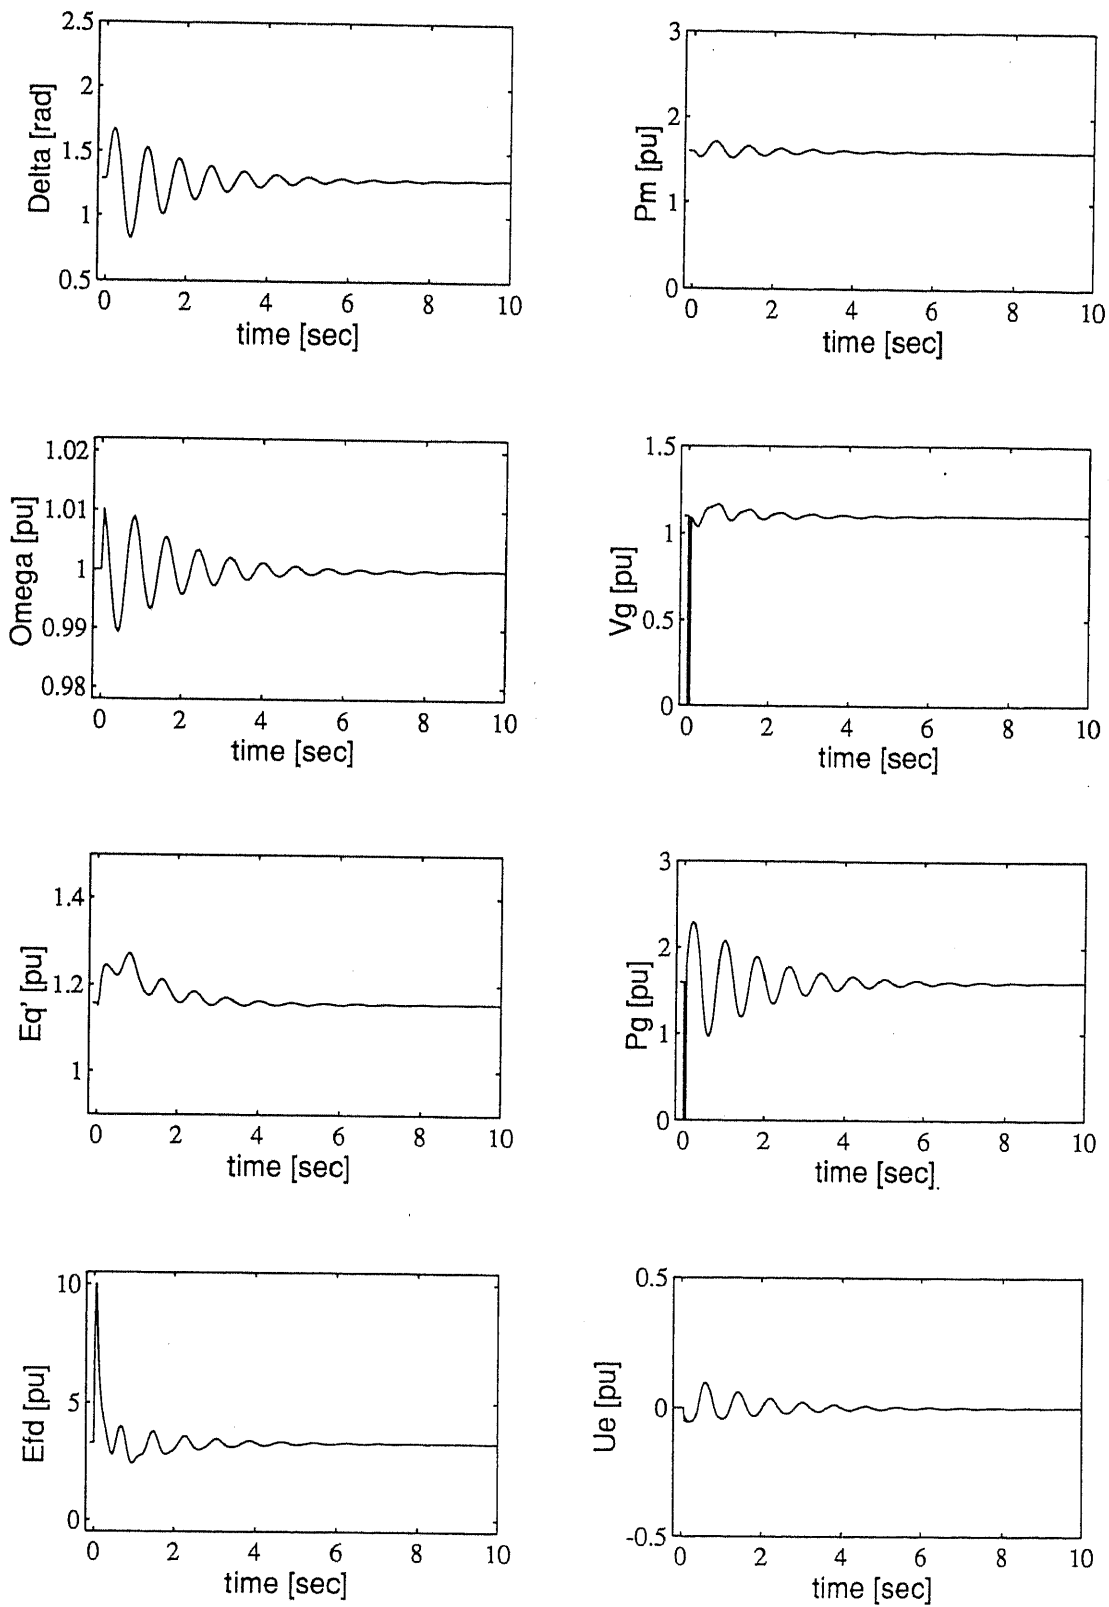 2.5
2
1.5
1
0.5
Delta [rad]
0 2 4 6 8 10
time [sec]
3
2
1
0
Pm [pu]
0 2 4 6 8 10
time [sec]
1.02
1.01
1
0.99
0.98
Omega [pu]
0 2 4 6 8 10
time [sec]
1.5
1
0.5
0
Vg [pu]
0 2 4 6 8 10
time [sec]
1.4
1.2
1
Eq' [pu]
0 2 4 6 8 10
time [sec]
3
2
1
0
Pg [pu]
0 2 4 6 8 10
time [sec]
10
5
0
Efd [pu]
0 2 4 6 8 10
time [sec]
0.5
0
-0.5
Ue [pu]
0 2 4 6 8 10
time [sec]